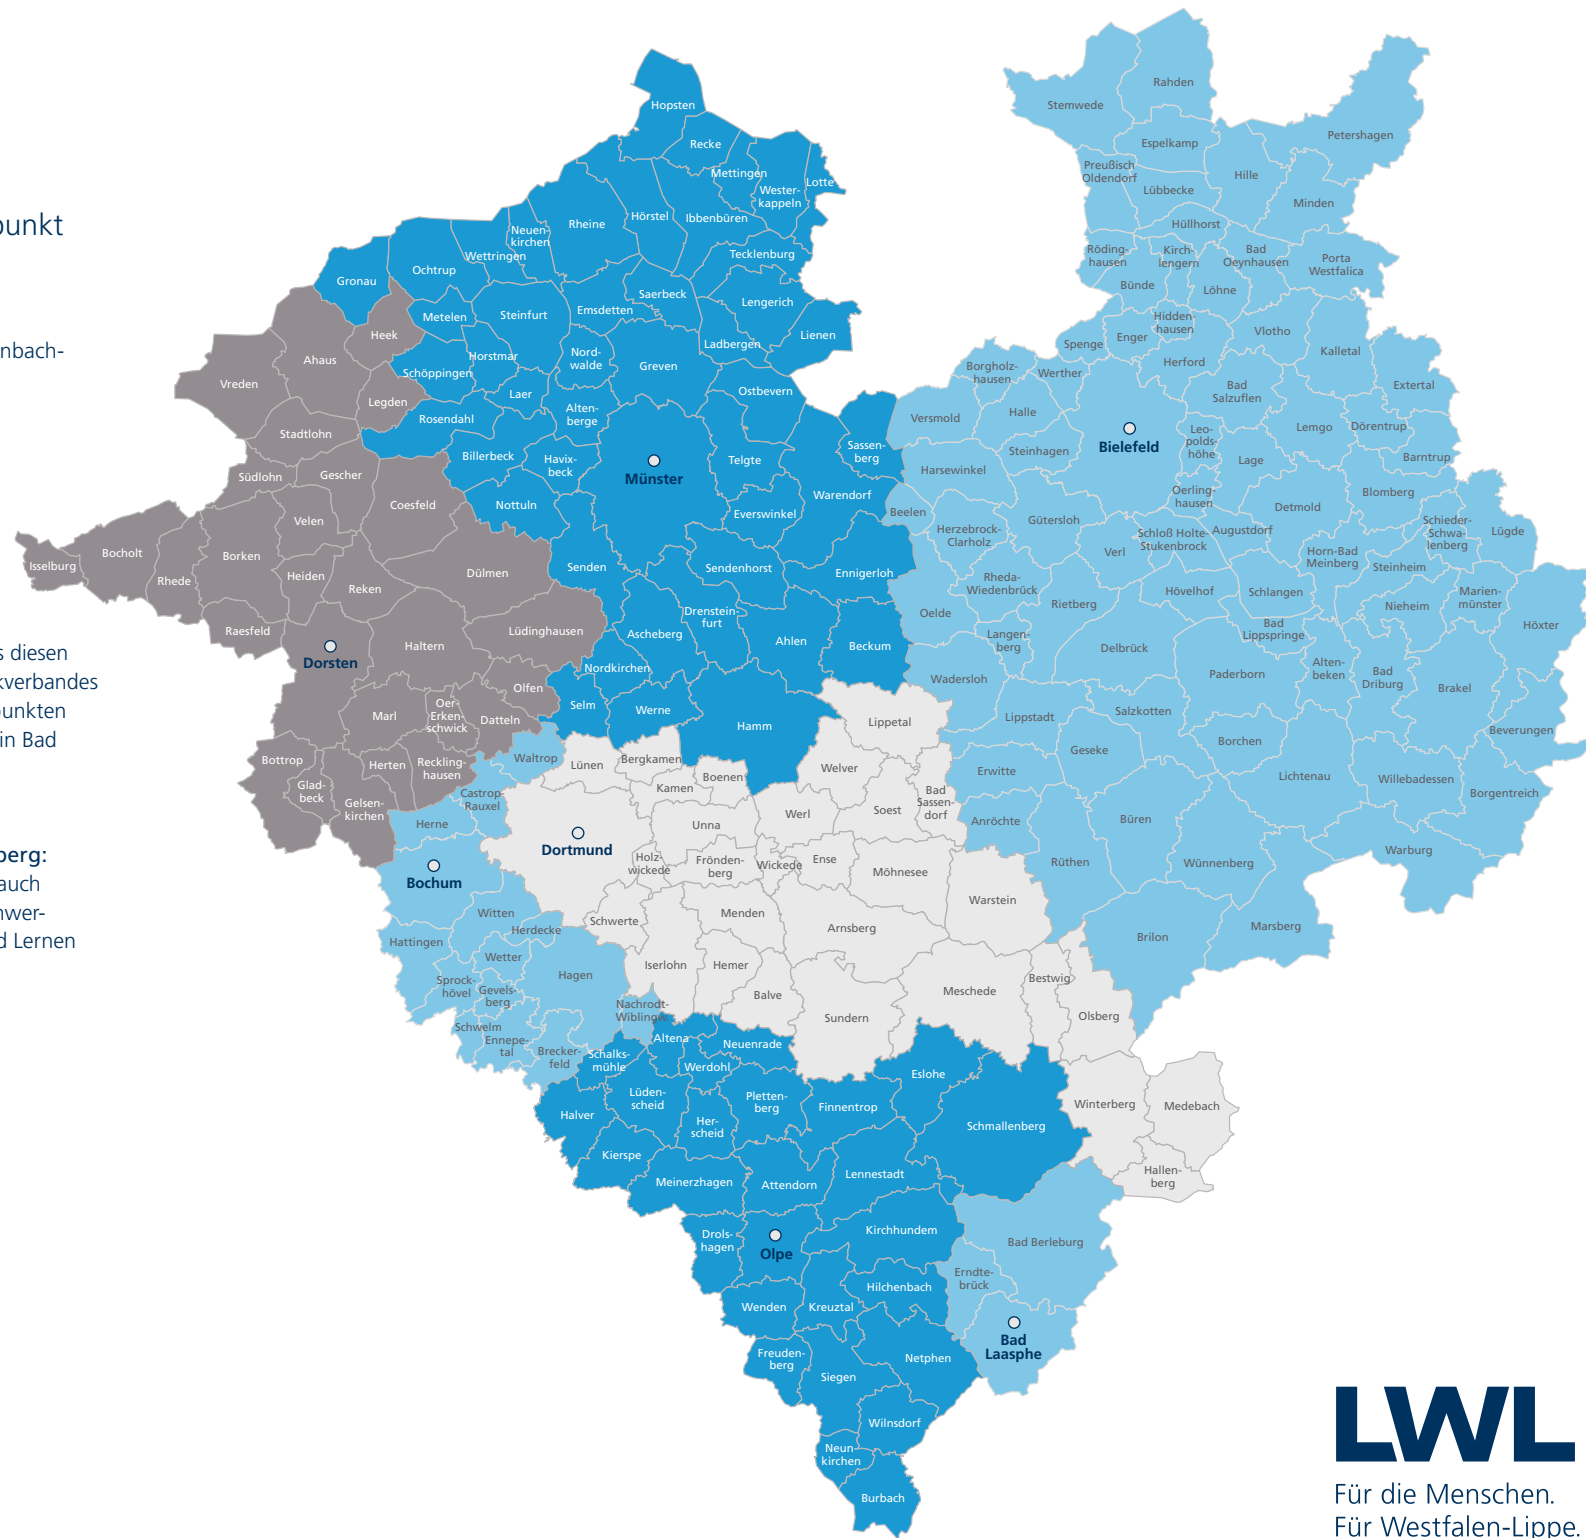 punkt
nbach-
s diesen
kverbandes
punkten
in Bad
berg:
auch
hwer-
d Lernen
Hopsten
Recke
Mettingen
Wester-
kappeln
Lotte
Ibbenbüren
Hörstel
Rheine
Neuen-
kirchen
Wettringen
Ochtrup
Gronau
Tecklenburg
Saerbeck
Lengerich
Lienen
Ladbergen
Emsdetten
Steinfurt
Metelen
Horstmar
Nord-
walde
Greven
Schöppingen
Laer
Alten-
berge
Ostbevern
Rosendahl
Billerbeck
Havix-
beck
Münster
Telgte
Sassen-
berg
Nottuln
Everswinkel
Warendorf
Senden
Sendenhorst
Ennigerloh
Ascheberg
Drenstein-
furt
Ahlen
Beckum
Nordkirchen
Selm
Werne
Hamm
Heek
Ahaus
Vreden
Legden
Stadtlohn
Südlohn
Gescher
Coesfeld
Velen
Borken
Bocholt
Isselburg
Rhede
Heiden
Reken
Dülmen
Raesfeld
Dorsten
Haltern
Lüdinghausen
Olfen
Marl
Oer-
Erken-
schwick
Datteln
Bottrop
Glad-
beck
Herten
Reckling-
hausen
Gelsen-
kirchen
Stemwede
Rahden
Petershagen
Espelkamp
Preußisch
Oldendorf
Lübbecke
Hille
Minden
Hüllhorst
Röding-
hausen
Kirch-
lengern
Bad
Oeynhausen
Porta
Westfalica
Bünde
Löhne
Hidden-
hausen
Enger
Spenge
Vlotho
Kalletal
Herford
Borgholz-
hausen
Werther
Bad
Salzuflen
Extertal
Versmold
Halle
Steinhagen
Bielefeld
Leo-
polds-
höhe
Lemgo
Dörentrup
Lage
Barntrup
Harsewinkel
Oerling-
hausen
Detmold
Blomberg
Beelen
Herzebrock-
Clarholz
Gütersloh
Verl
Schloß Holte-
Stukenbrock
Augustdorf
Horn-Bad
Meinberg
Schieder-
Schwa-
lenberg
Lügde
Steinheim
Rheda-
Wiedenbrück
Rietberg
Hövelhof
Schlangen
Nieheim
Marien-
münster
Oelde
Langen-
berg
Delbrück
Bad
Lippspringe
Höxter
Paderborn
Alten-
beken
Bad
Driburg
Brakel
Wadersloh
Lippstadt
Salzkotten
Beverungen
Geseke
Borchen
Erwitte
Lichtenau
Willebadessen
Borgentreich
Anröchte
Büren
Warburg
Rüthen
Wünnenberg
Brilon
Marsberg
Lippetal
Welver
Lünen
Bergkamen
Boenen
Kamen
Bad
Sassen-
dorf
Soest
Werl
Unna
Dortmund
Holz-
wickede
Frönden-
berg
Wickede
Ense
Möhnesee
Warstein
Schwerte
Menden
Arnsberg
Iserlohn
Hemer
Balve
Sundern
Meschede
Bestwig
Olsberg
Winterberg
Medebach
Hallen-
berg
Waltrop
Castrop-
Rauxel
Herne
Bochum
Witten
Herdecke
Hattingen
Wetter
Hagen
Sprock-
hövel
Gevels-
berg
Schwelm
Ennepe-
tal
Brecker-
feld
Nachrodt-
Wiblingw.
Altena
Neuenrade
Schalks-
mühle
Werdohl
Lüden-
scheid
Pletten-
berg
Halver
Her-
scheid
Finnentrop
Eslohe
Schmallenberg
Kierspe
Meinerzhagen
Attendorn
Lennestadt
Drols-
hagen
Olpe
Kirchhundem
Hilchenbach
Wenden
Kreuztal
Freuden-
berg
Siegen
Netphen
Wilnsdorf
Neun
kirchen
Burbach
Bad Berleburg
Erndte-
brück
Bad
Laasphe
LWL
Für die Menschen.
Für Westfalen-Lippe.